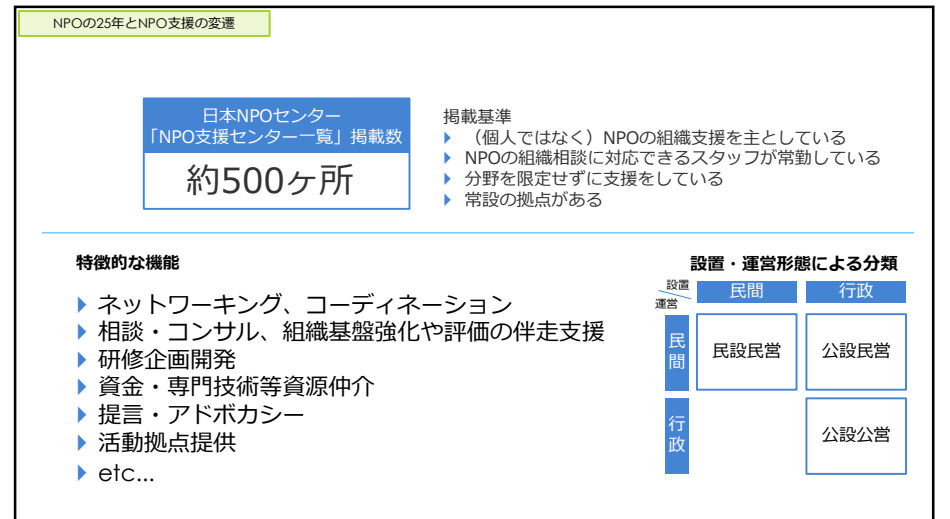 NPOの25年とNPO支援の変遷
日本NPOセンター
「NPO支援センター一覧」掲載数
約500ヶ所
掲載基準
（個人ではなく）NPOの組織支援を主としている
NPOの組織相談に対応できるスタッフが常勤している
分野を限定せずに支援をしている
常設の拠点がある
特徴的な機能
ネットワーキング、コーディネーション
相談・コンサル、組織基盤強化や評価の伴走支援
研修企画開発
資金・専門技術等資源仲介
提言・アドボカシー
活動拠点提供
etc...
設置・運営形態による分類
設置
運営
民間
行政
民間
民設民営
公設民営
行政
公設公営